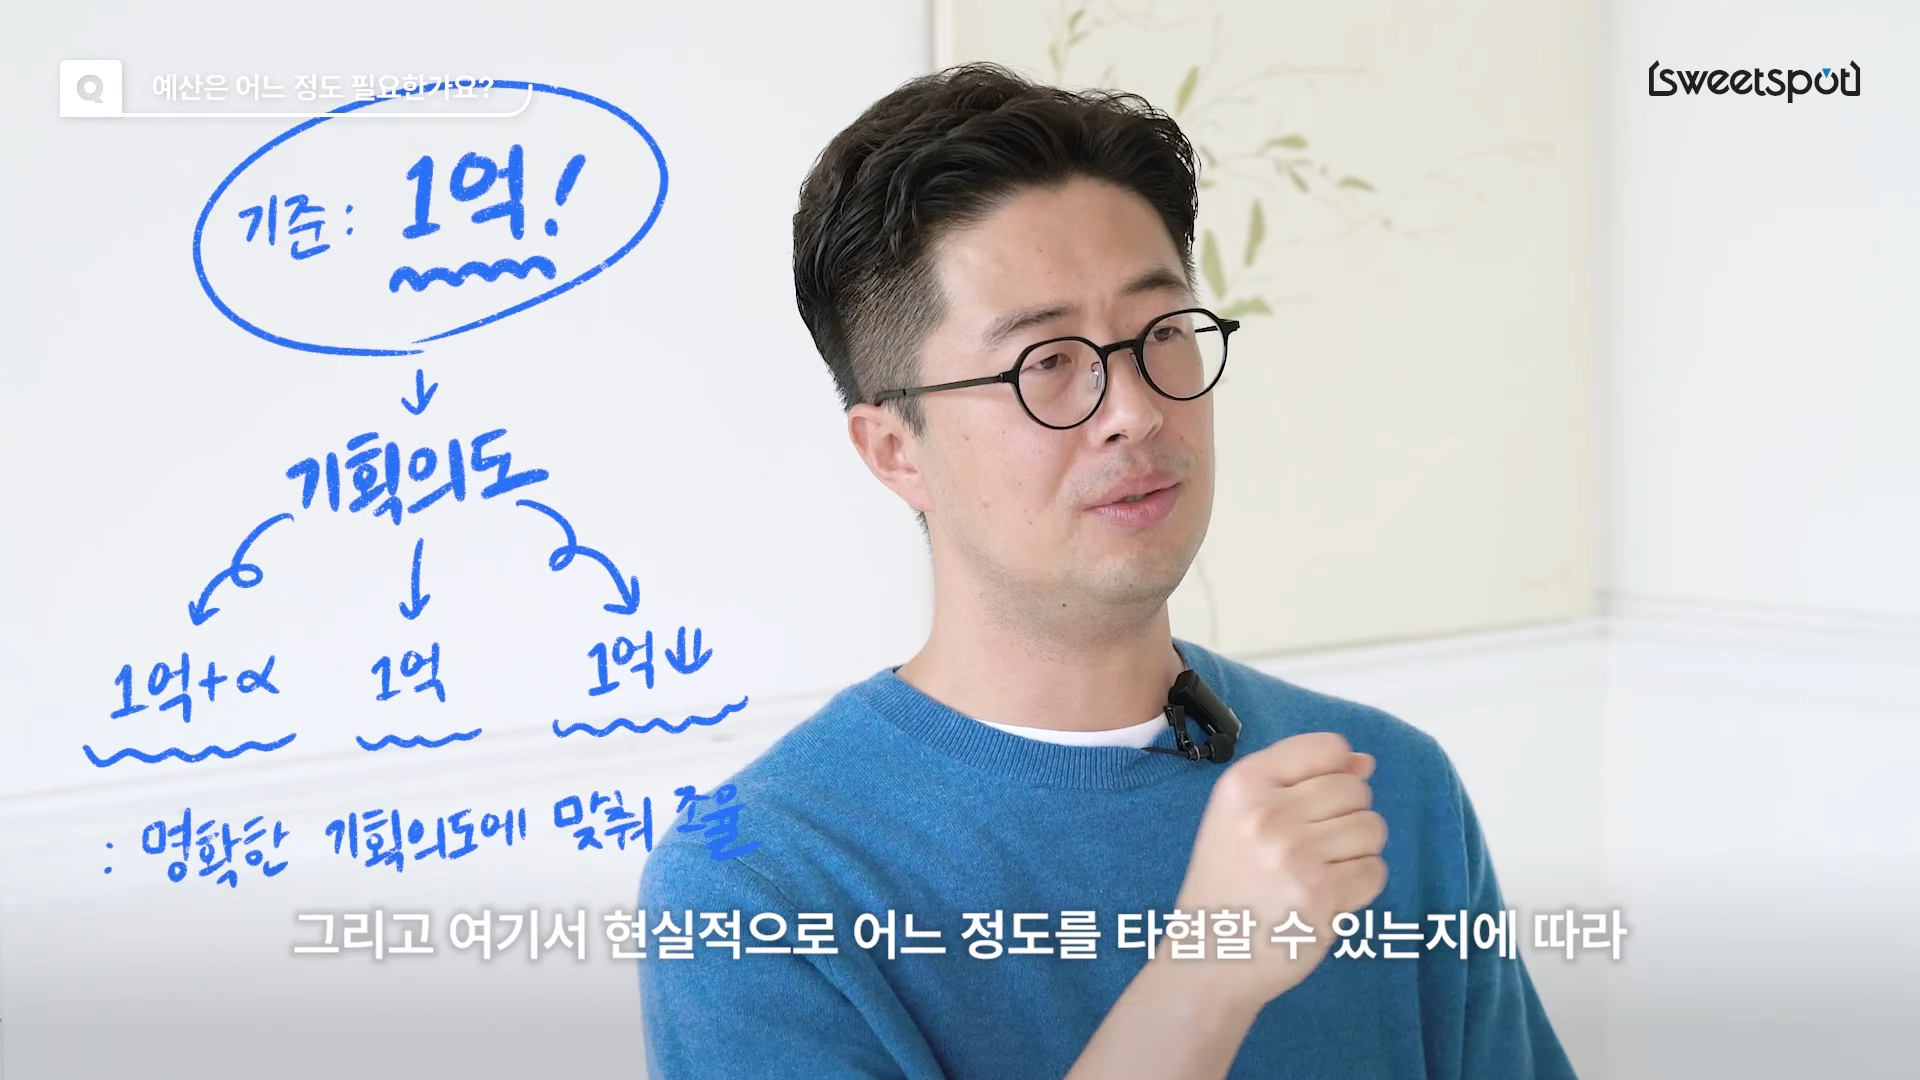 Q 예산은 어느 정도 필요한가요?
sweetspot
기준: 1억!
↓
기획의도
1억+α 1억 1억⇓
: 명확한 기획의도에 맞춰 조율
그리고 여기서 현실적으로 어느 정도를 타협할 수 있는지에 따라